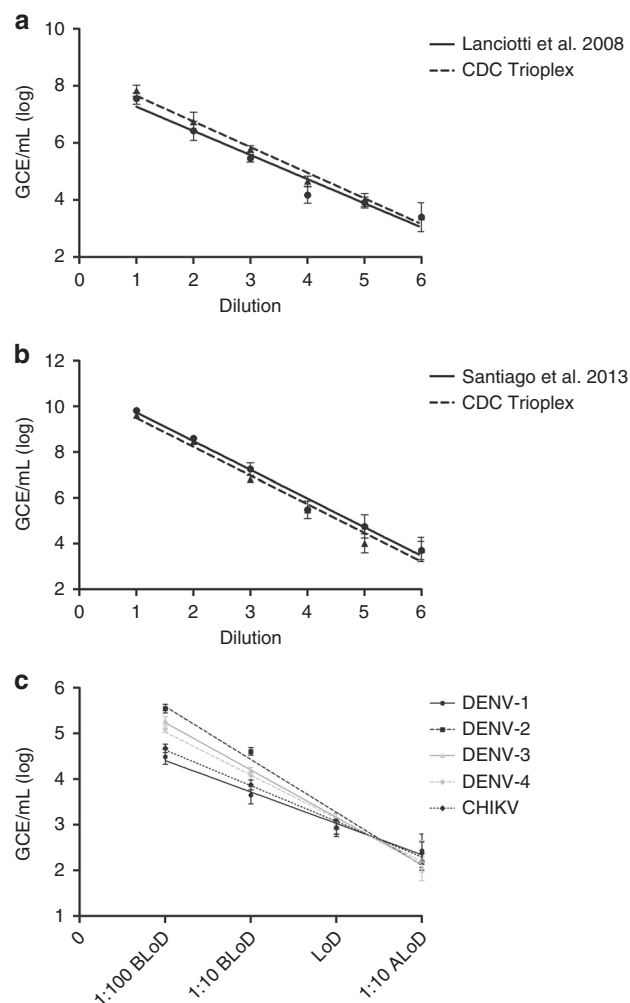 a
10
8
6
4
2
GCE/mL (log)
0 1 2 3 4 5 6
Dilution
Lanciotti et al. 2008
CDC Trioplex
b
12
10
8
6
4
2
GCE/mL (log)
0 1 2 3 4 5 6
Dilution
Santiago et al. 2013
CDC Trioplex
c
6
5
4
3
2
1
GCE/mL (log)
0
1:100 BLoD
1:10 BLoD
LoD
1:10 ALoD
DENV-1
DENV-2
DENV-3
DENV-4
CHIKV